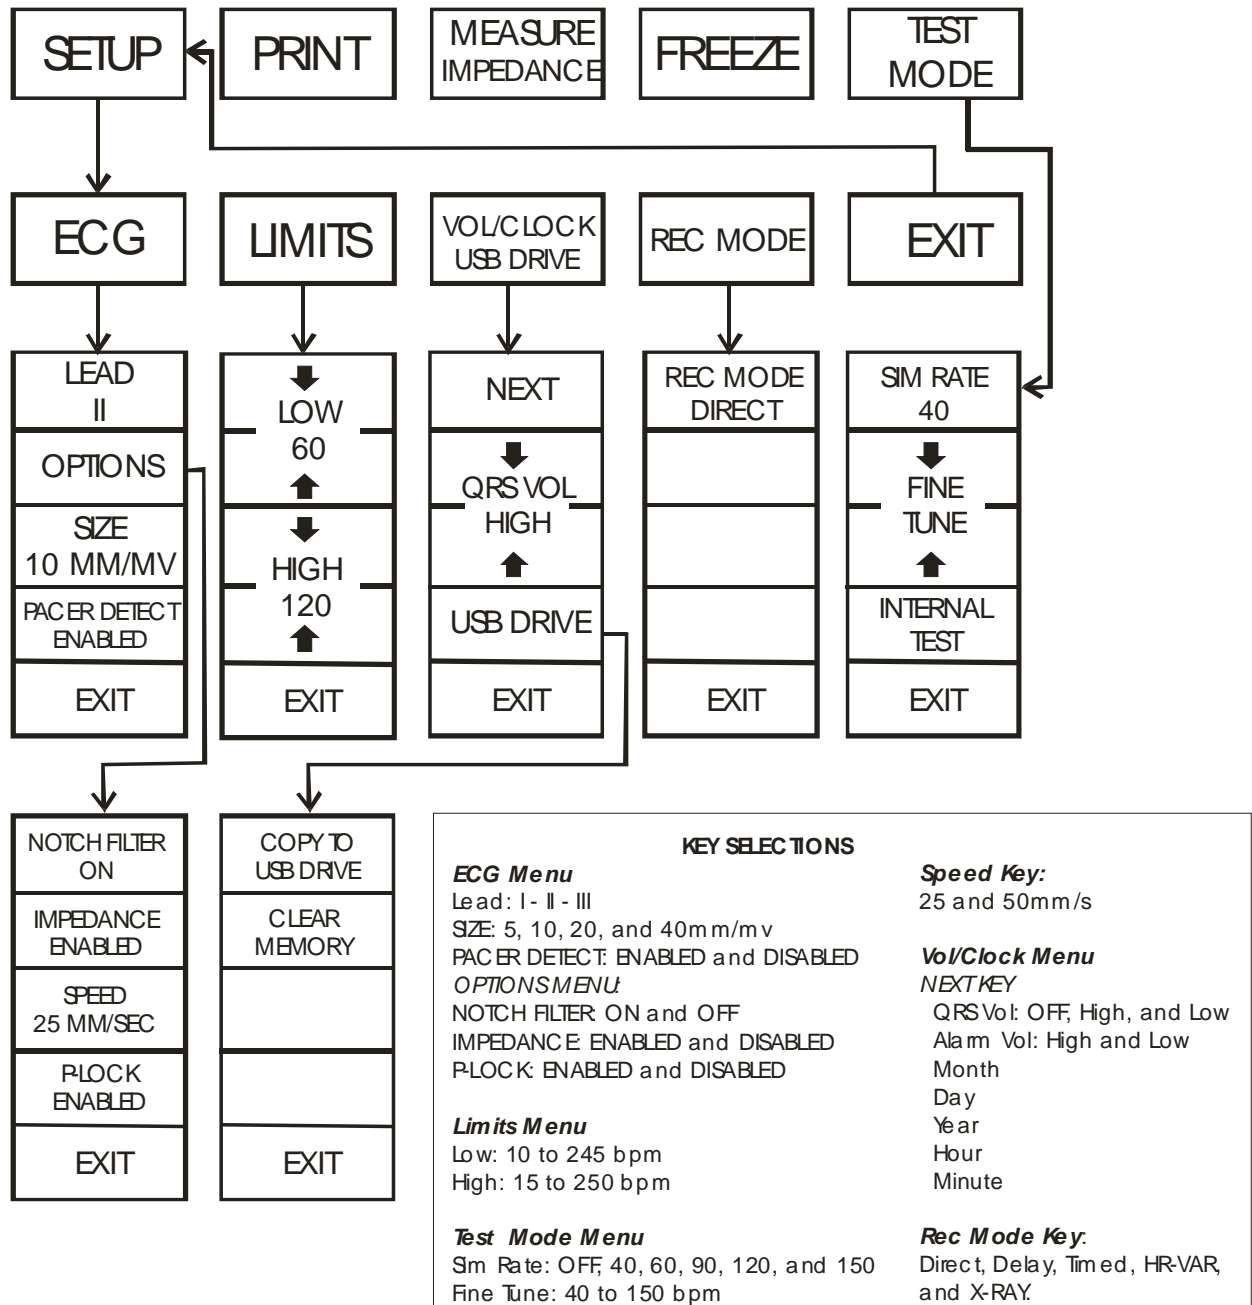 SETUP
PRINT
MEASURE
IMPEDANCE
FREEZE
TEST
MODE
ECG
LIMITS
VOL/CLOCK
USB DRIVE
REC MODE
EXIT
LEAD
II
OPTIONS
SIZE
10 MM/MV
PACER DETECT
ENABLED
EXIT
LOW
60
HIGH
120
EXIT
NEXT
QRS VOL
HIGH
USB DRIVE
EXIT
REC MODE
DIRECT
EXIT
SIM RATE
40
FINE
TUNE
INTERNAL
TEST
EXIT
NOTCH FILTER
ON
IMPEDANCE
ENABLED
SPEED
25 MM/SEC
P-LOCK
ENABLED
EXIT
COPY TO
USB DRIVE
CLEAR
MEMORY
EXIT
KEY SELECTIONS
ECG Menu
Lead: I - II - III
SIZE: 5, 10, 20, and 40mm/mv
PACER DETECT: ENABLED and DISABLED
OPTIONS MENU:
NOTCH FILTER: ON and OFF
IMPEDANCE: ENABLED and DISABLED
P-LOCK: ENABLED and DISABLED
Limits Menu
Low: 10 to 245 bpm
High: 15 to 250 bpm
Test Mode Menu
Sim Rate: OFF, 40, 60, 90, 120, and 150
Fine Tune: 40 to 150 bpm
Speed Key:
25 and 50mm/s
Vol/Clock Menu
NEXT KEY
QRS Vol: OFF, High, and Low
Alarm Vol: High and Low
Month
Day
Year
Hour
Minute
Rec Mode Key:
Direct, Delay, Timed, HR-VAR,
and X-RAY.